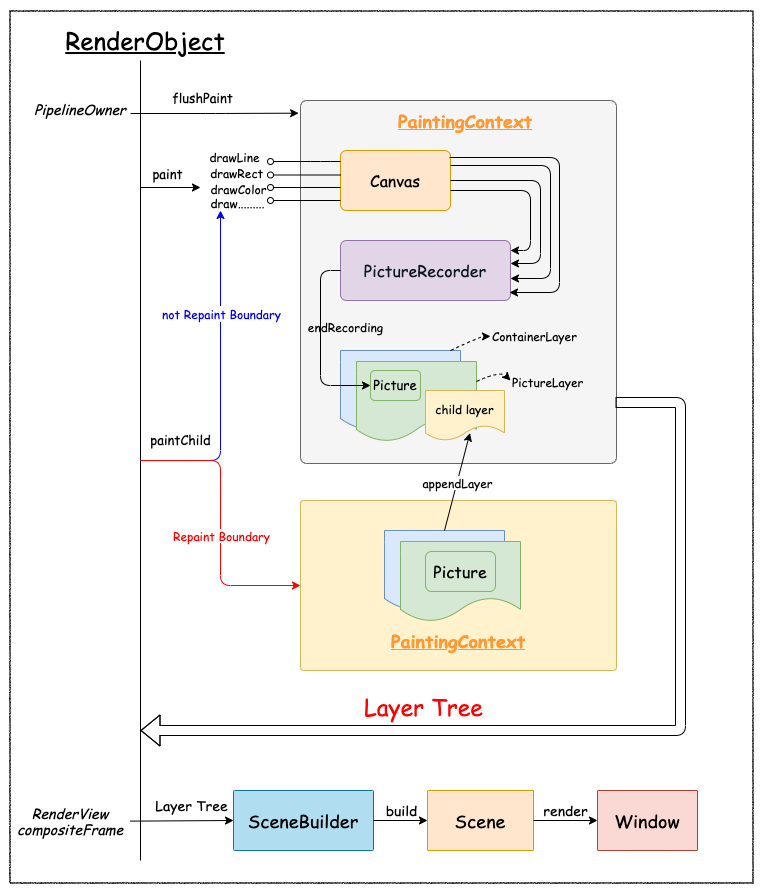 RenderObject
PipelineOwner
flushPaint
PaintingContext
drawLine
drawRect
drawColor
draw.........
paint
Canvas
PictureRecorder
not Repaint Boundary
endRecording
ContainerLayer
Picture
PictureLayer
child layer
paintChild
appendLayer
Repaint Boundary
Picture
PaintingContext
Layer Tree
RenderView
compositeFrame
Layer Tree
SceneBuilder
build
Scene
render
Window